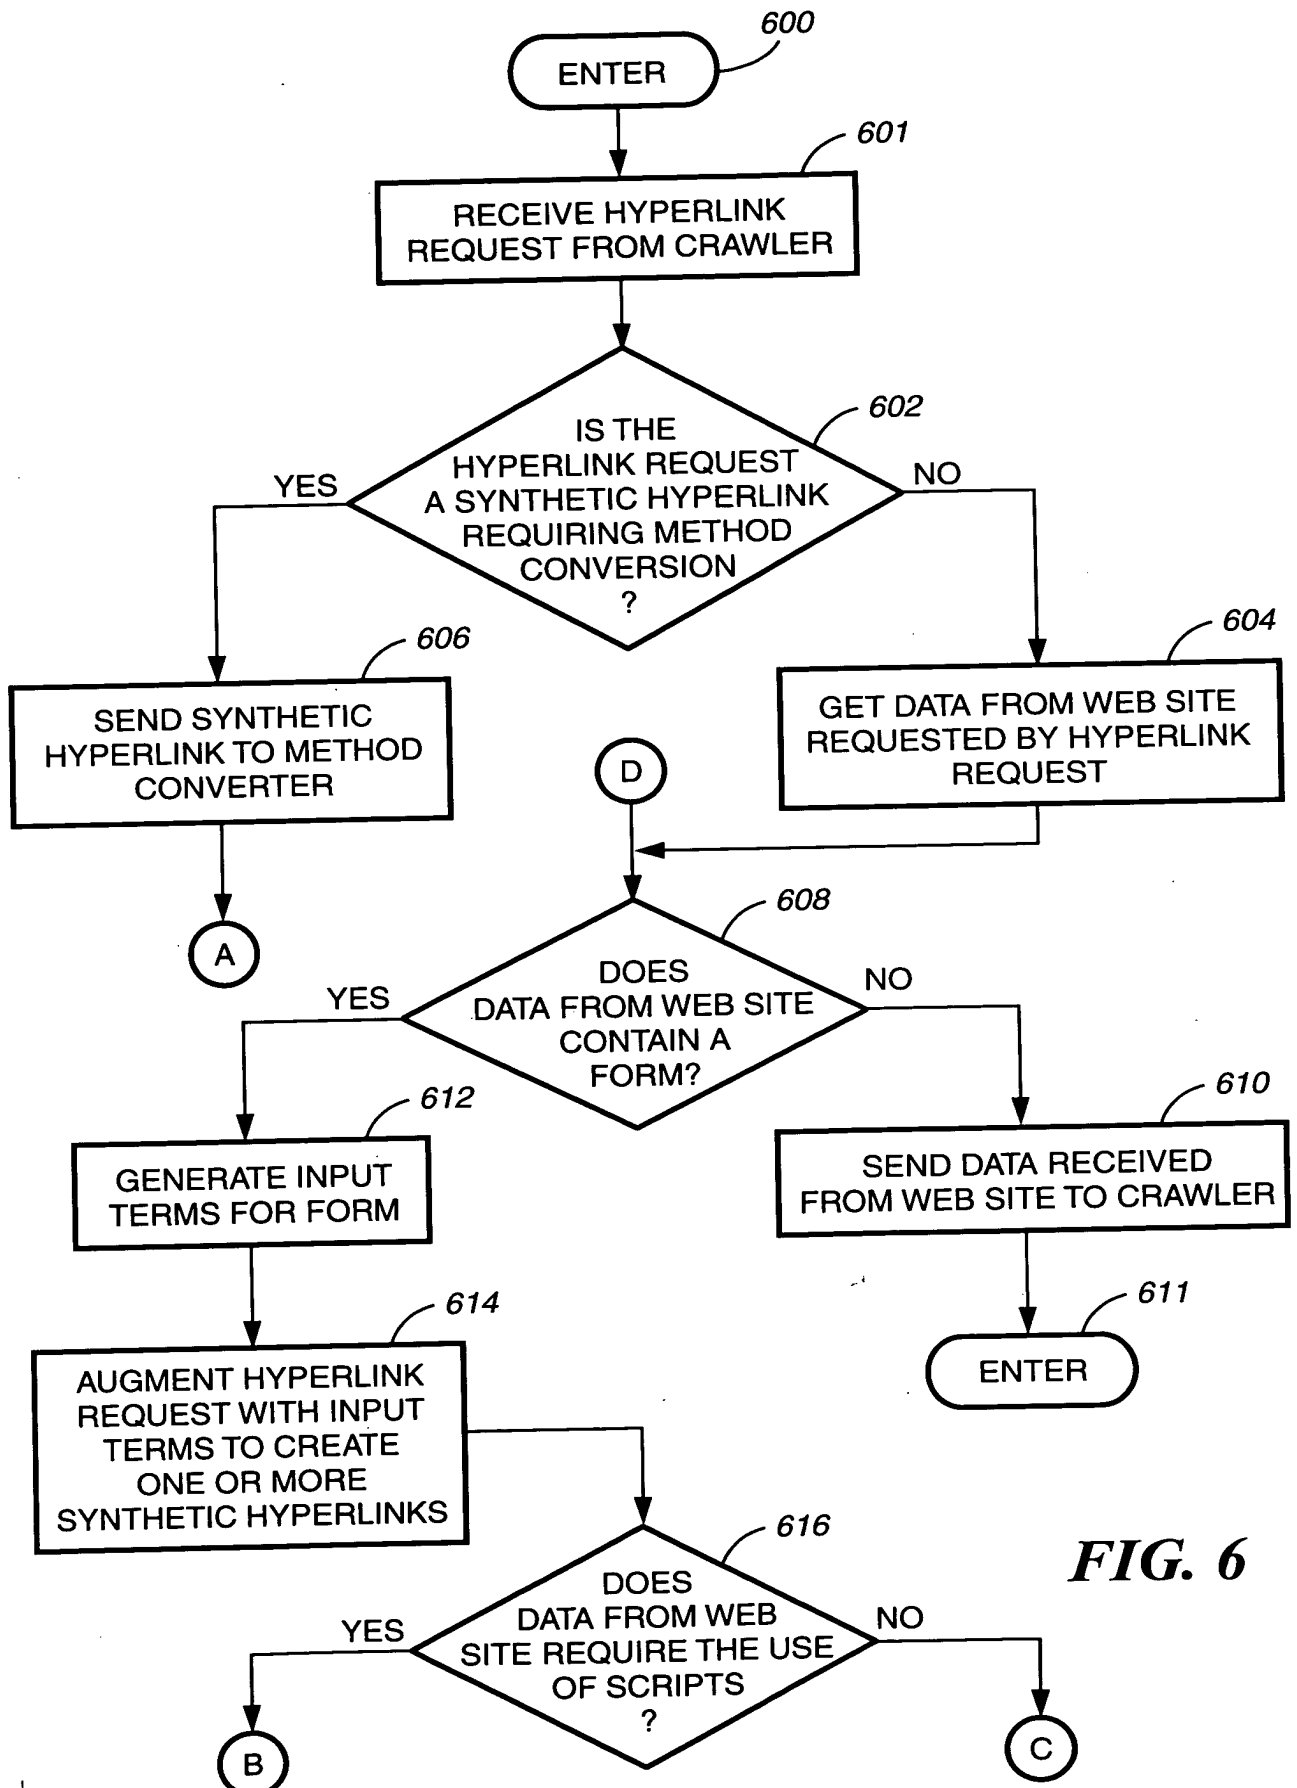 600
ENTER
601
RECEIVE HYPERLINK
REQUEST FROM CRAWLER
602
IS THE
HYPERLINK REQUEST
A SYNTHETIC HYPERLINK
REQUIRING METHOD
CONVERSION
?
YES
NO
606
SEND SYNTHETIC
HYPERLINK TO METHOD
CONVERTER
604
GET DATA FROM WEB SITE
REQUESTED BY HYPERLINK
REQUEST
D
A
608
DOES
DATA FROM WEB SITE
CONTAIN A
FORM?
YES
NO
612
GENERATE INPUT
TERMS FOR FORM
610
SEND DATA RECEIVED
FROM WEB SITE TO CRAWLER
611
ENTER
614
AUGMENT HYPERLINK
REQUEST WITH INPUT
TERMS TO CREATE
ONE OR MORE
SYNTHETIC HYPERLINKS
616
DOES
DATA FROM WEB
SITE REQUIRE THE USE
OF SCRIPTS
?
YES
NO
B
C
FIG. 6